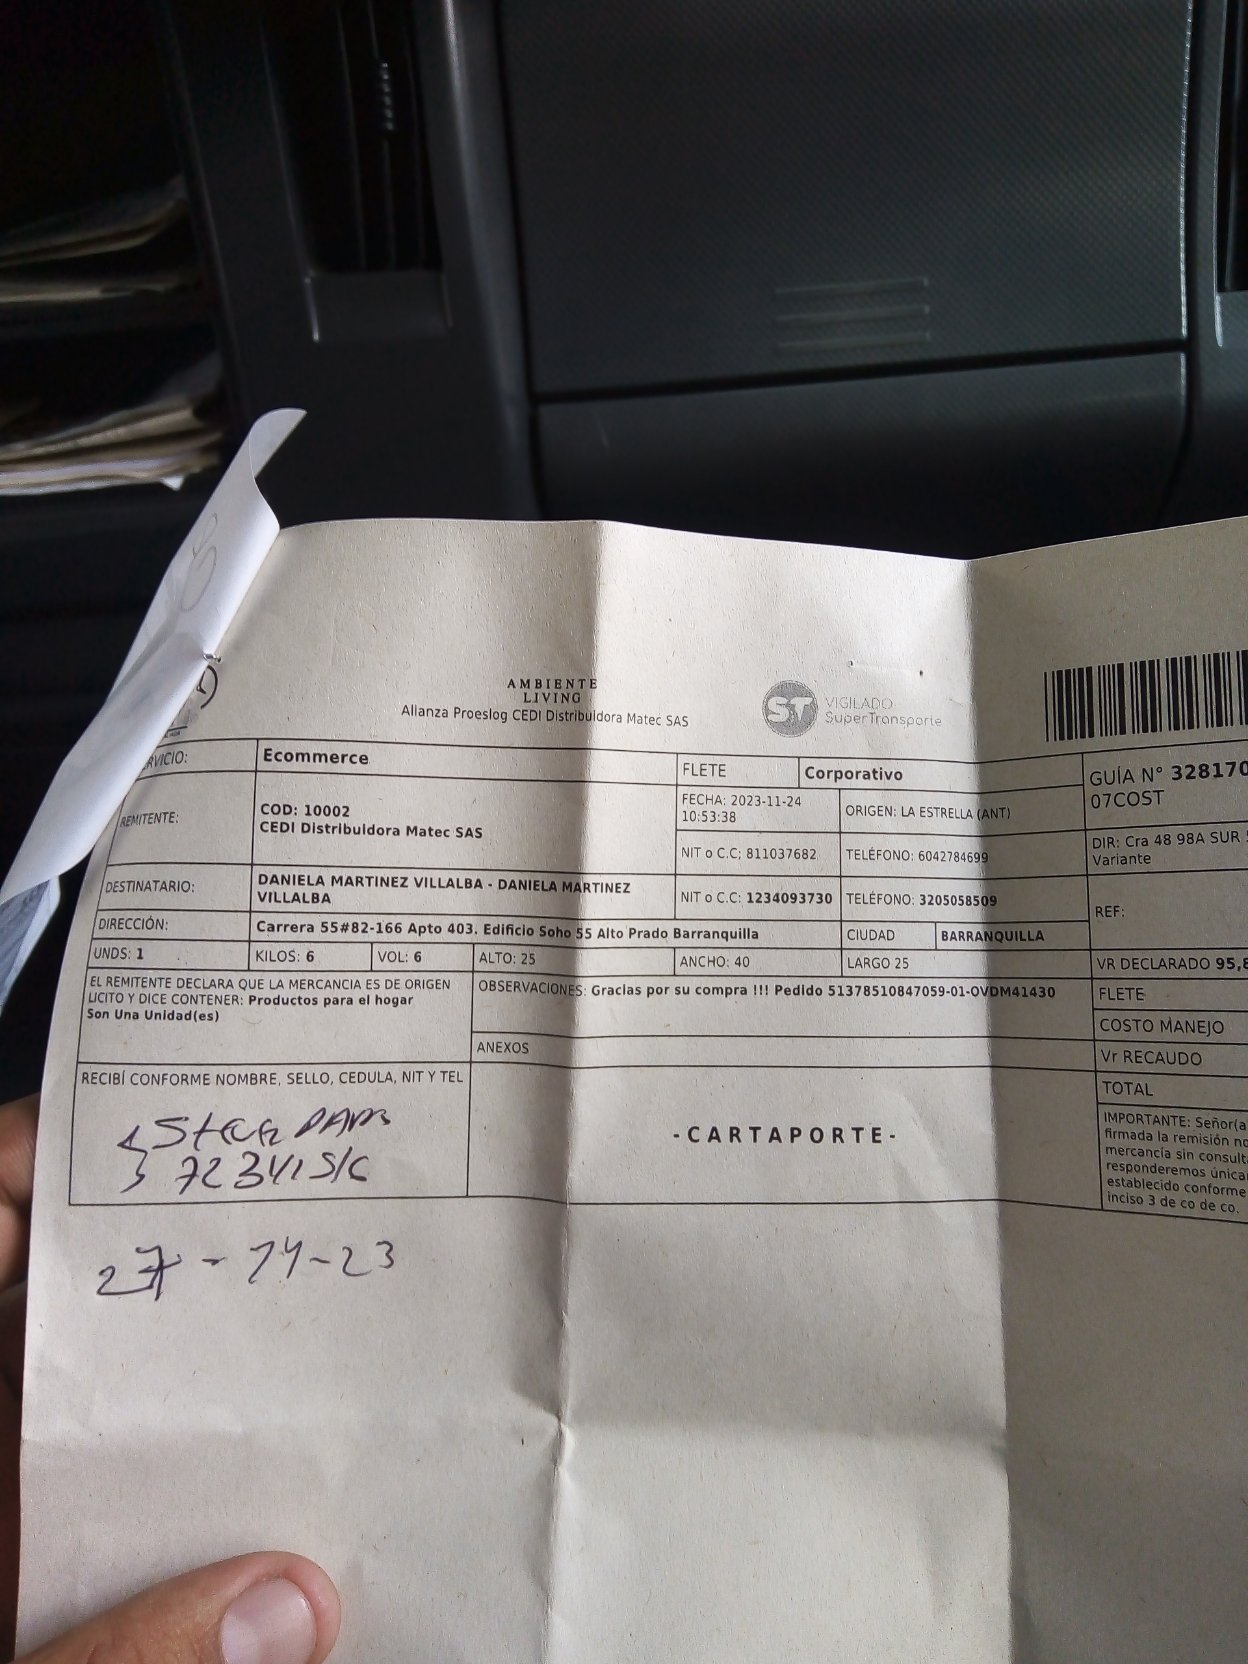 AMBIENTE
LIVING
Alianza Proeslog CEDI Distribuidora Matec SAS
ST VIGILADO
SuperTransporte
Ecommerce
FLETE Corporativo
GUÍA N° 328170
07COST
REMITENTE: COD: 10002
CEDI Distribuidora Matec SAS
FECHA: 2023-11-24
10:53:38
ORIGEN: LA ESTRELLA (ANT)
NIT o C.C: 811037682 TELÉFONO: 6042784699
DIR: Cra 48 98A SUR
Variante
DESTINATARIO: DANIELA MARTINEZ VILLALBA - DANIELA MARTINEZ
VILLALBA
NIT o C.C: 1234093730 TELÉFONO: 3205058509
REF:
DIRECCIÓN: Carrera 55#82-166 Apto 403. Edificio Soho 55 Alto Prado Barranquilla
CIUDAD BARRANQUILLA
UNDS: 1 KILOS: 6 VOL: 6 ALTO: 25 ANCHO: 40 LARGO 25
VR DECLARADO 95,8
EL REMITENTE DECLARA QUE LA MERCANCIA ES DE ORIGEN
LICITO Y DICE CONTENER: Productos para el hogar
Son Una Unidad(es)
OBSERVACIONES: Gracias por su compra !!! Pedido 51378510847059-01-OVDM41430
ANEXOS
FLETE
COSTO MANEJO
Vr RECAUDO
TOTAL
RECIBÍ CONFORME NOMBRE, SELLO, CEDULA, NIT Y TEL
-CARTAPORTE-
IMPORTANTE: Señor(a
firmada la remisión no
mercancía sin consult
responderemos única
establecido conforme
inciso 3 de co de co.